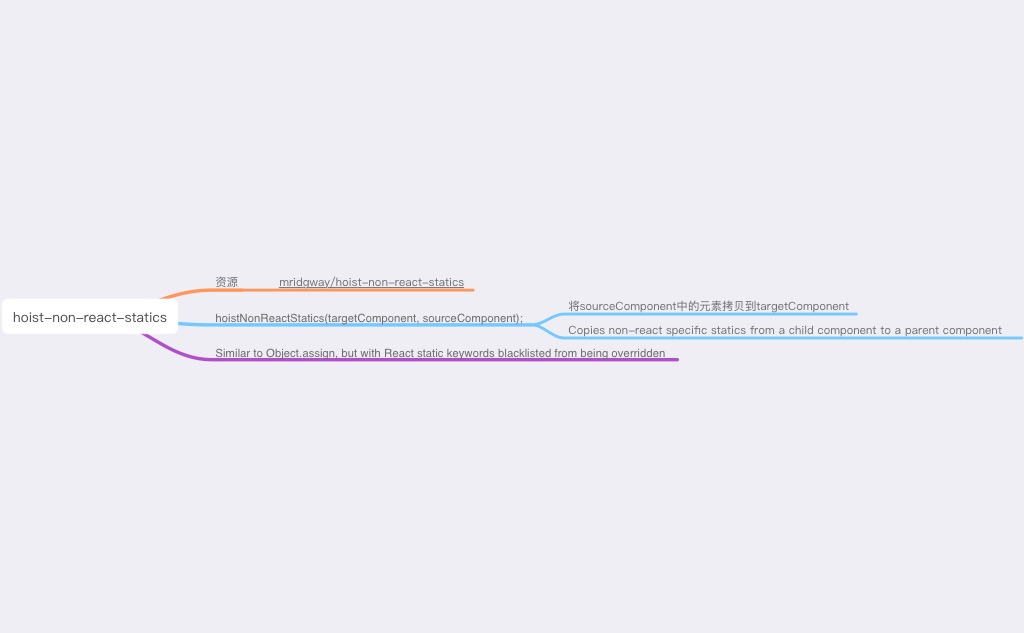 资源
mridgway/hoist-non-react-statics
hoist-non-react-statics
hoistNonReactStatics(targetComponent, sourceComponent);
将sourceComponent中的元素拷贝到targetComponent
Copies non-react specific statics from a child component to a parent component
Similar to Object.assign, but with React static keywords blacklisted from being overridden